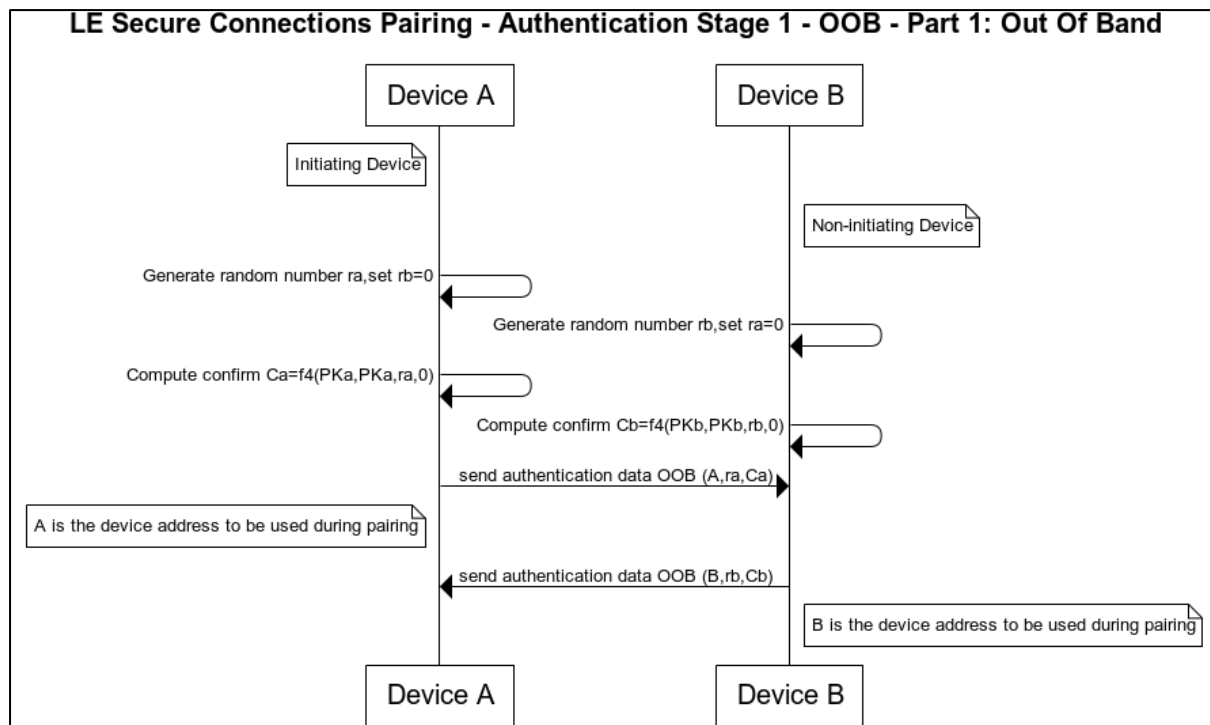 LE Secure Connections Pairing - Authentication Stage 1 - OOB - Part 1: Out Of Band
Device A
Device B
Initiating Device
Non-initiating Device
Generate random number ra,set rb=0
Generate random number rb,set ra=0
Compute confirm Ca=f4(PKa,PKa,ra,0)
Compute confirm Cb=f4(PKb,PKb,rb,0)
send authentication data OOB (A,ra,Ca)
A is the device address to be used during pairing
send authentication data OOB (B,rb,Cb)
B is the device address to be used during pairing
Device A
Device B